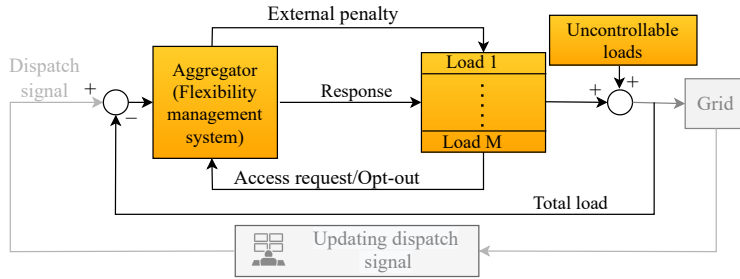 External penalty
Uncontrollable
loads
Dispatch
signal
+
−
Aggregator
(Flexibility
management
system)
Response
Load 1
Load M
+
+
Grid
Access request/Opt-out
Total load
Updating dispatch
signal